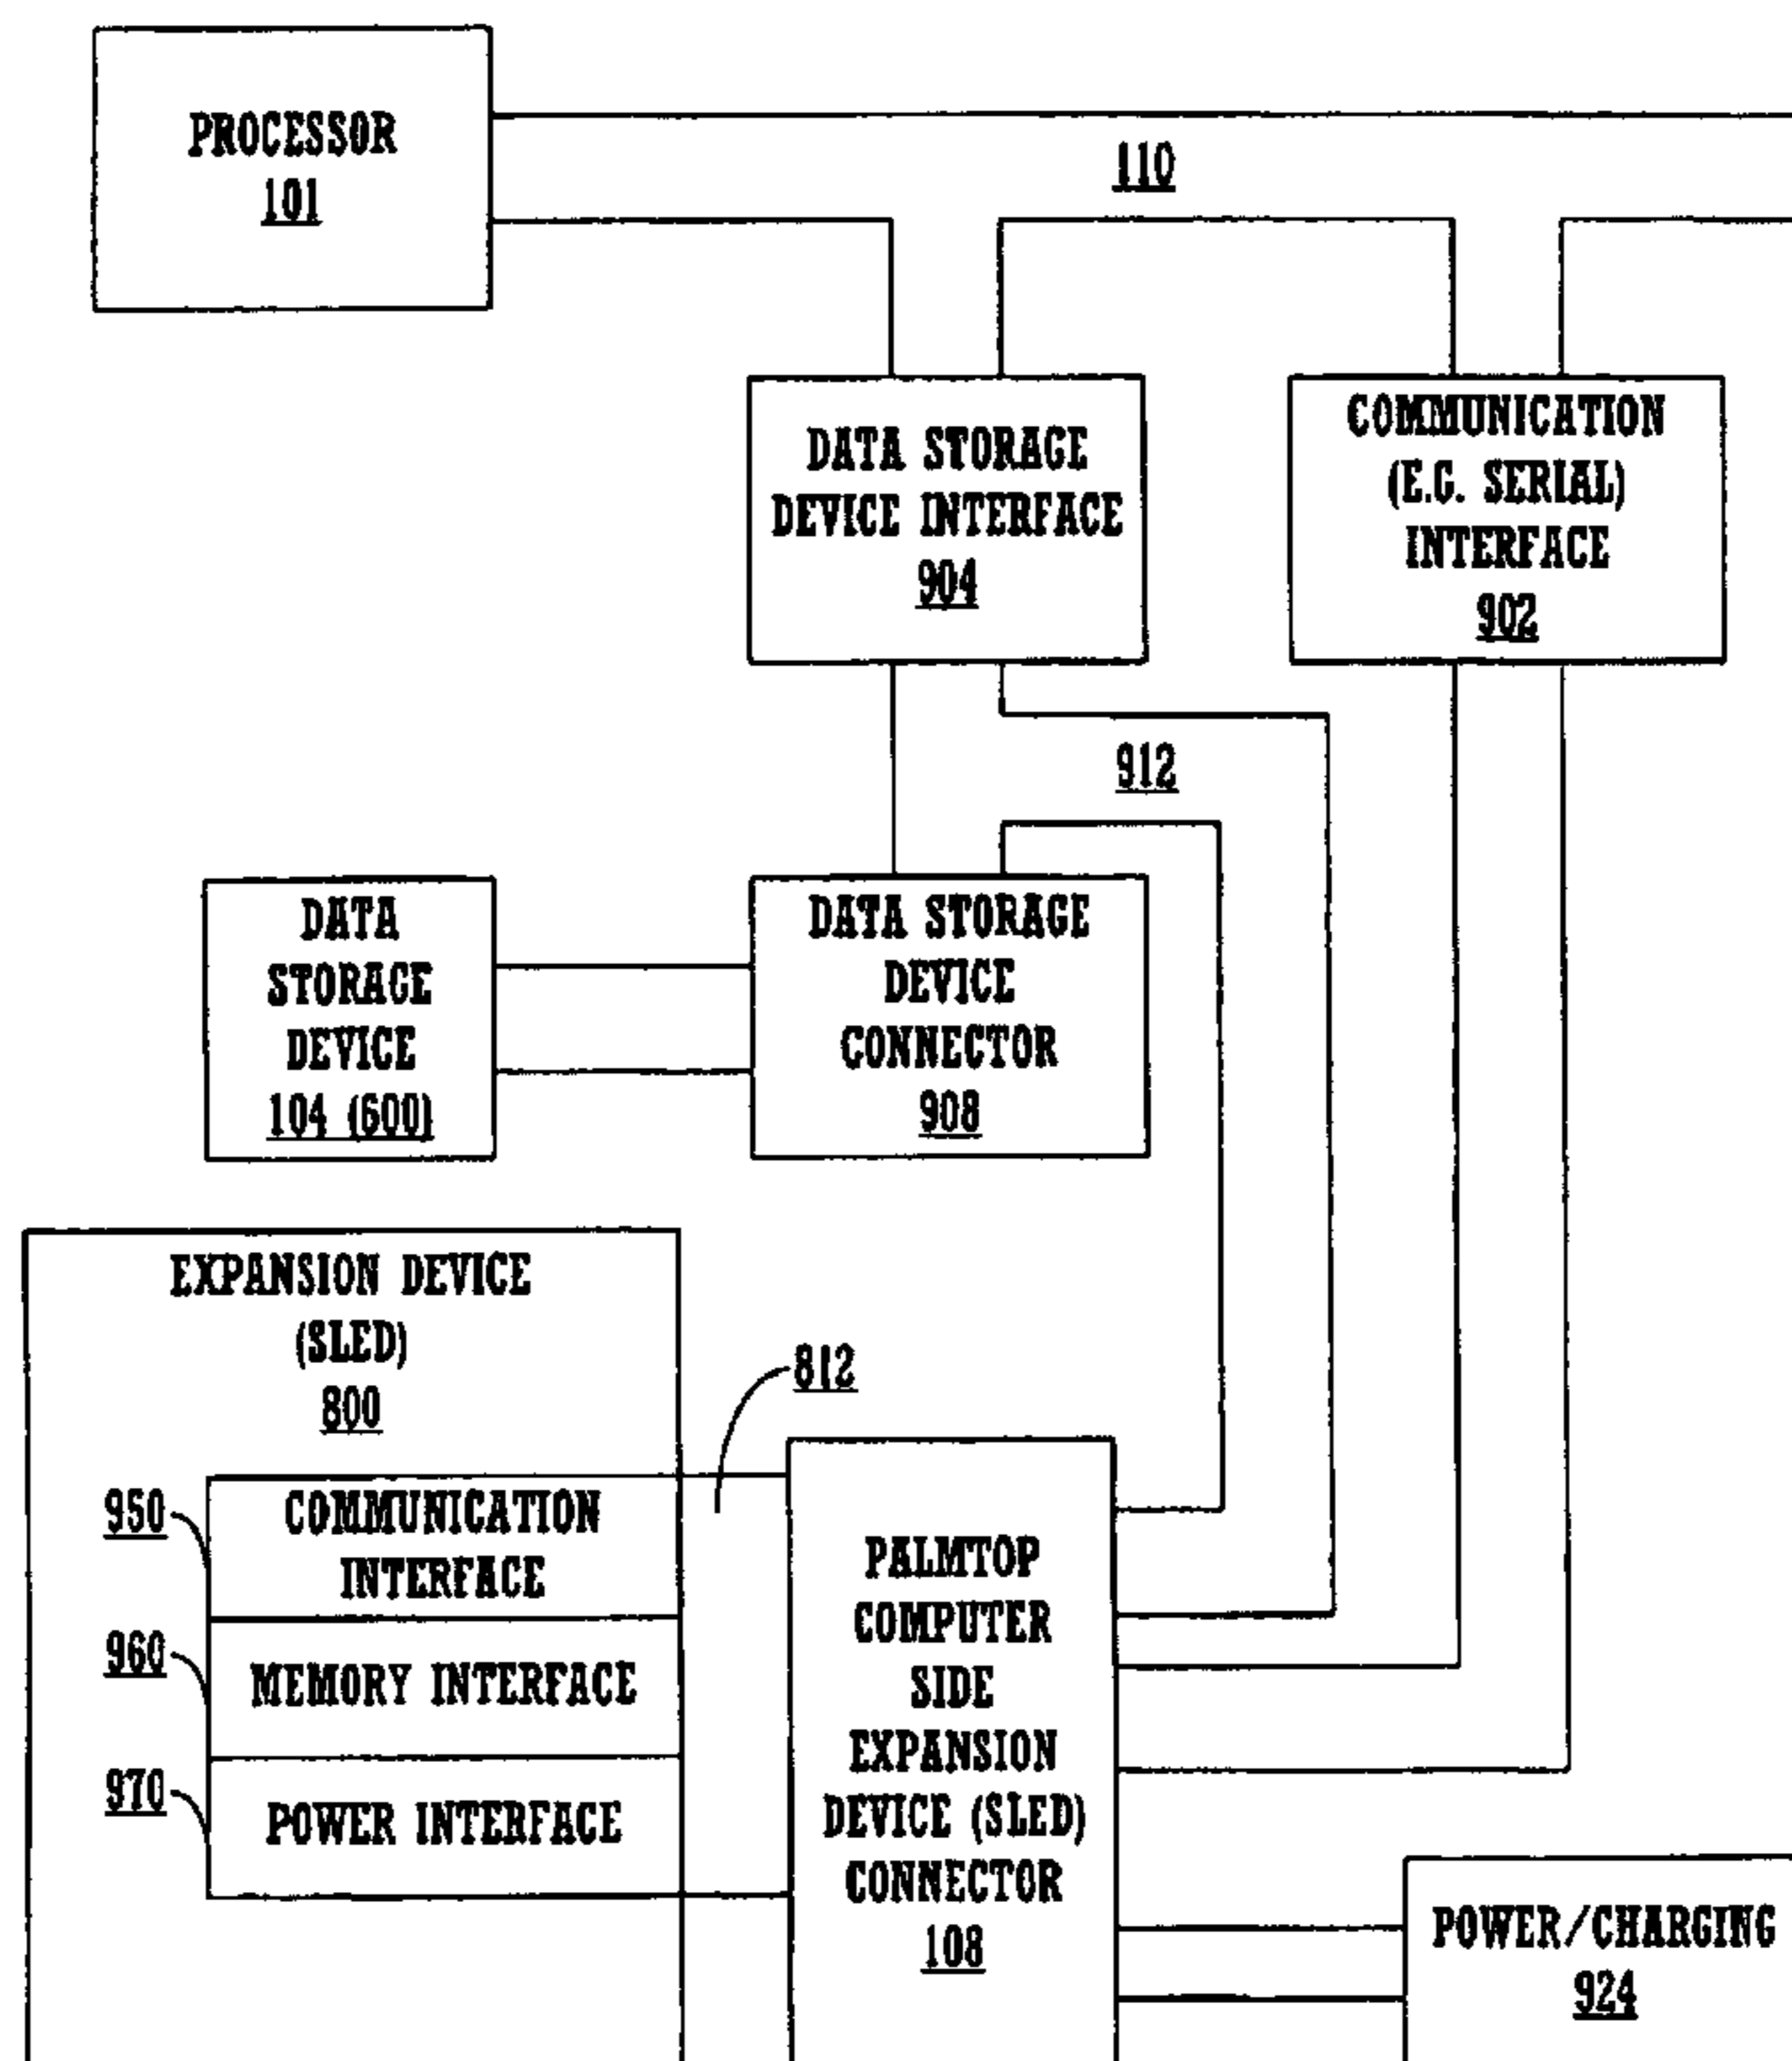 PROCESSOR
101
110
DATA STORAGE
DEVICE INTERFACE
904
COMMUNICATION
(E.G. SERIAL)
INTERFACE
902
912
DATA
STORAGE
DEVICE
104 (600)
DATA STORAGE
DEVICE
CONNECTOR
908
EXPANSION DEVICE
(SLED)
800
812
950
COMMUNICATION
INTERFACE
960
MEMORY INTERFACE
970
POWER INTERFACE
PALMTOP
COMPUTER
SIDE
EXPANSION
DEVICE (SLED)
CONNECTOR
108
POWER/CHARGING
924